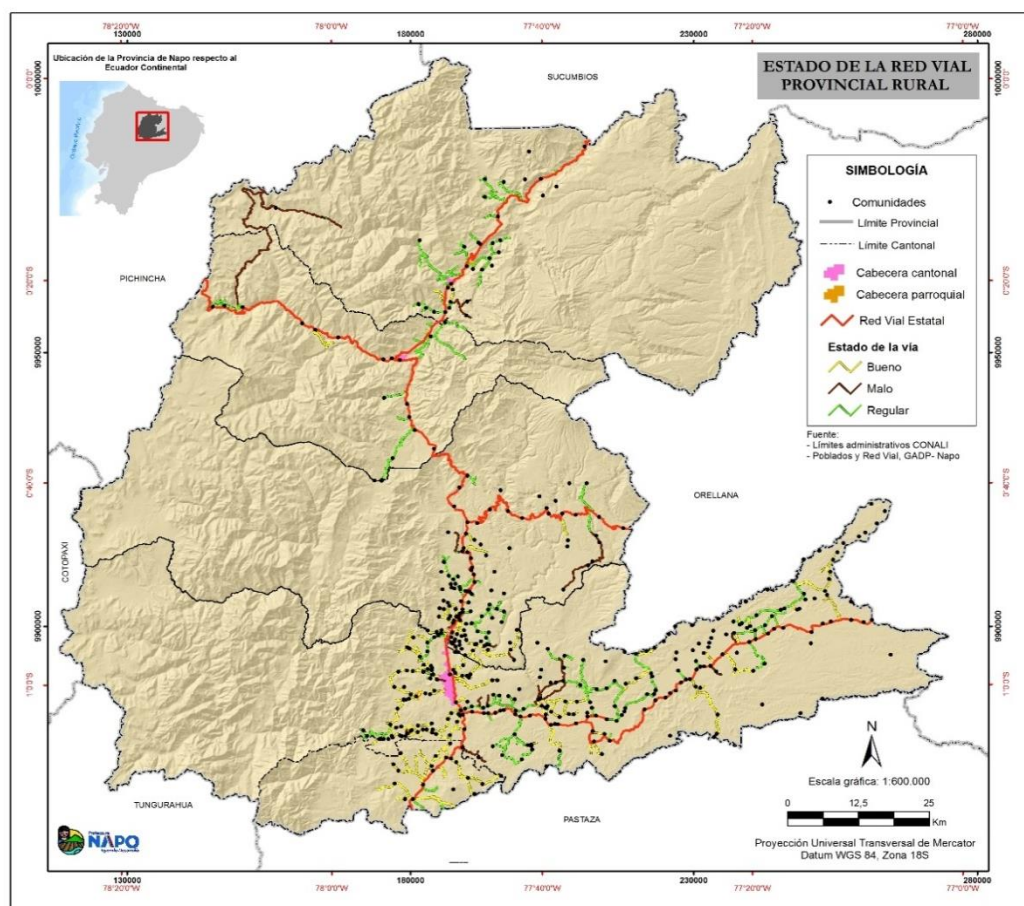 78°20'0"W
78°0'0"W
77°40'0"W
77°20'0"W
77°0'0"W
130000
180000
230000
280000
Ubicación de la Provincia de Napo respecto al
Ecuador Continental
SUCUMBIOS
ESTADO DE LA RED VIAL
PROVINCIAL RURAL
10000000
0°0'0"
10000000
SIMBOLOGÍA
Comunidades
Límite Provincial
Límite Cantonal
Cabecera cantonal
Cabecera parroquial
Red Vial Estatal
Estado de la vía
Bueno
Malo
Regular
PICHINCHA
0°20'0"S
0°20'0"S
9950000
9950000
Fuente:
- Límites administrativos CONALI
- Poblados y Red Vial, GADP- Napo
0°40'0"S
0°40'0"S
ORELLANA
COTOPAXI
9900000
9900000
1°0'0"S
1°0'0"S
N
Escala gráfica: 1:600.000
0
12,5
25
Km
TUNGURAHUA
PASTAZA
NAPO
Proyección Universal Transversal de Mercator
Datum WGS 84, Zona 18S
130000
180000
230000
280000
78°20'0"W
78°0'0"W
77°40'0"W
77°20'0"W
77°0'0"W